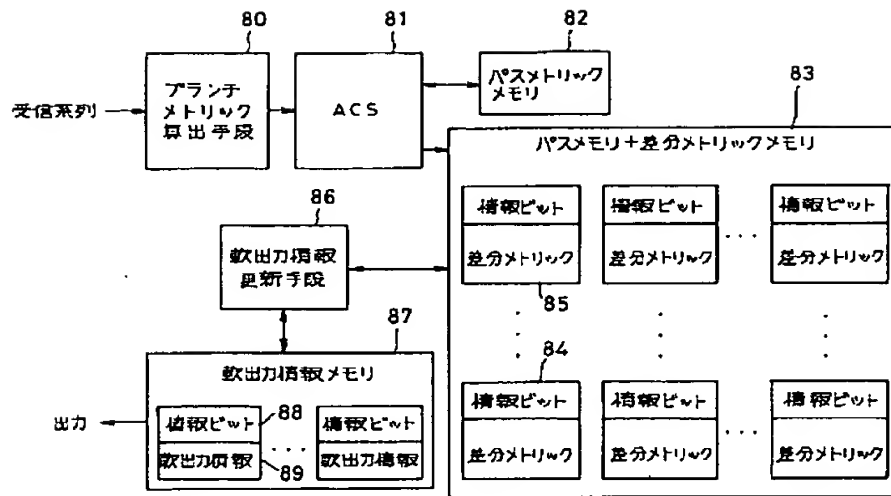 80
81
82
受信系列
ブランチ
メトリック
算出手段
ACS
パスメトリック
メモリ
83
パスメモリ+差分メトリックメモリ
情報ビット
情報ビット
情報ビット
差分メトリック
差分メトリック
差分メトリック
85
86
軟出力情報
更新手段
87
軟出力情報メモリ
84
情報ビット
情報ビット
情報ビット
差分メトリック
差分メトリック
差分メトリック
出力
情報ビット
88
情報ビット
軟出力情報
89
軟出力情報